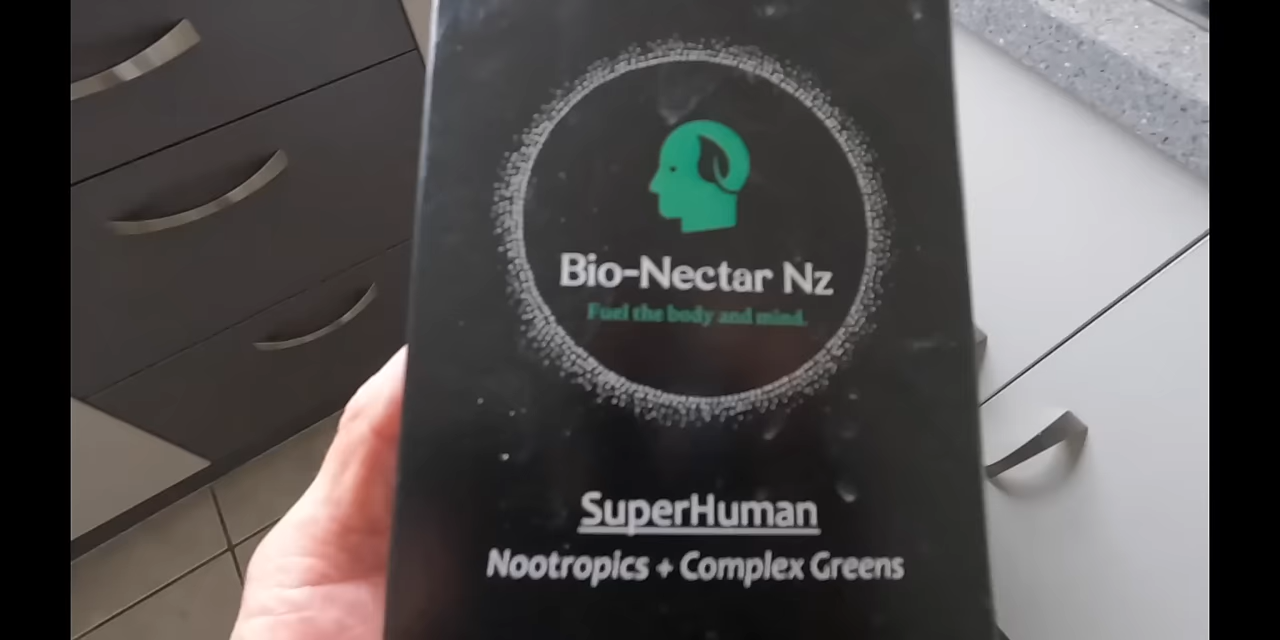 Bio-Nectar Nz
Fuel the body and mind.
SuperHuman
Nootropics + Complex Greens